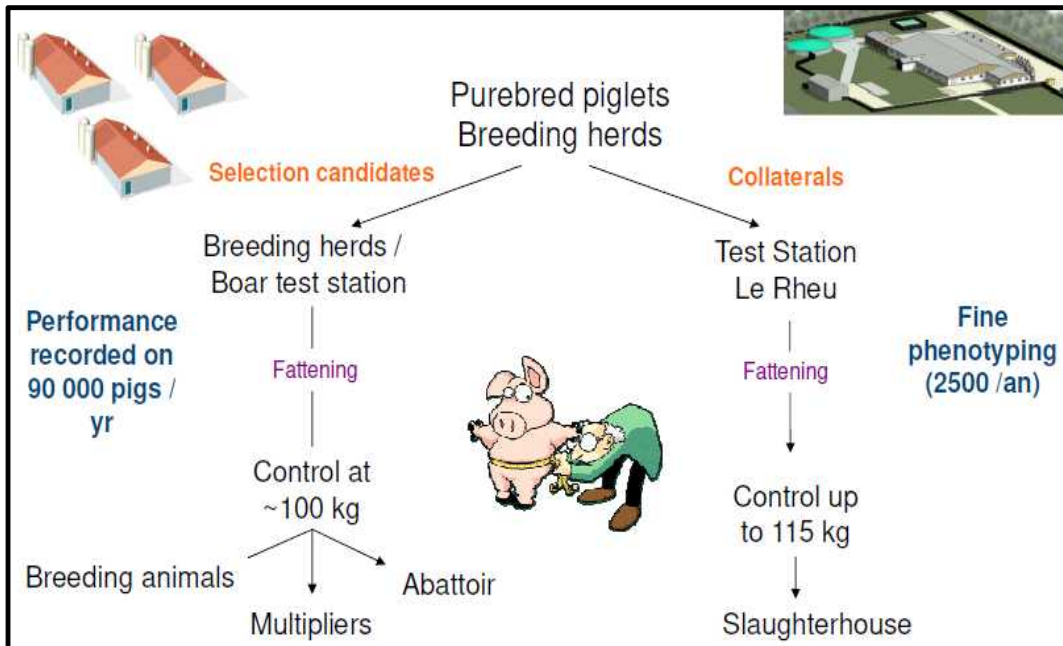 Purebred piglets
Breeding herds
Selection candidates
Collaterals
Breeding herds /
Boar test station
Test Station
Le Rheu
Performance
recorded on
90 000 pigs /
yr
Fattening
Fattening
Fine
phenotyping
(2500 /an)
Control at
~100 kg
Control up
to 115 kg
Breeding animals
Abattoir
Multipliers
Slaughterhouse